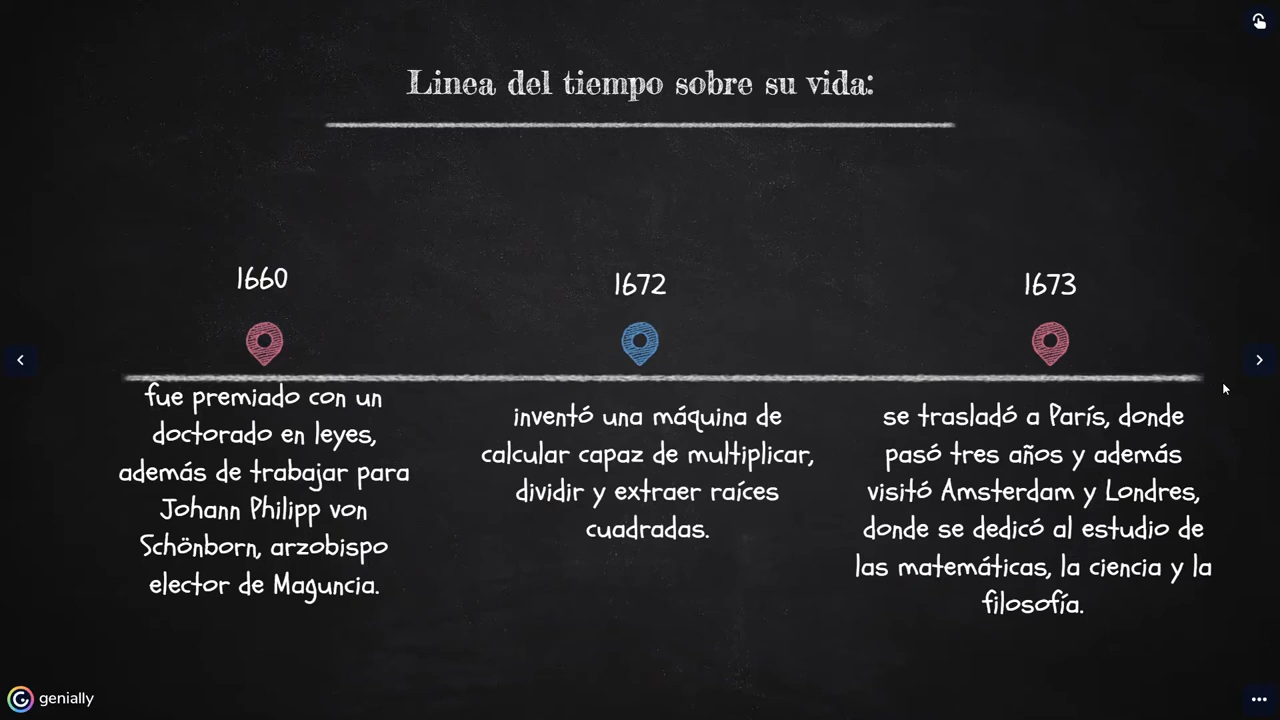 Linea del tiempo sobre su vida:
1660
fue premiado con un
doctorado en leyes,
además de trabajar para
Johann Philipp von
Schönborn, arzobispo
elector de Maguncia.
1672
inventó una máquina de
calcular capaz de multiplicar,
dividir y extraer raíces
cuadradas.
1673
se trasladó a París, donde
pasó tres años y además
visitó Amsterdam y Londres,
donde se dedicó al estudio de
las matemáticas, la ciencia y la
filosofía.
genially